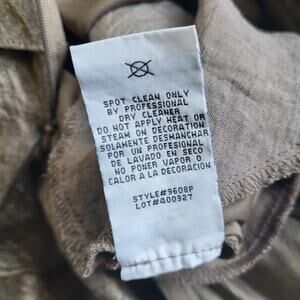 SPOT CLEAN ONLY
BY PROFESSIONAL
DRY CLEANER
DO NOT APPLY HEAT OR
STEAM ON DECORATION
SOLAMENTE DESMANCHAR
POR UN PROFESIONAL
DE LAVADO EN SECO
NO PONER VAPOR O
CALOR A LA DECORACION
STYLE#9608P
LOT#400927